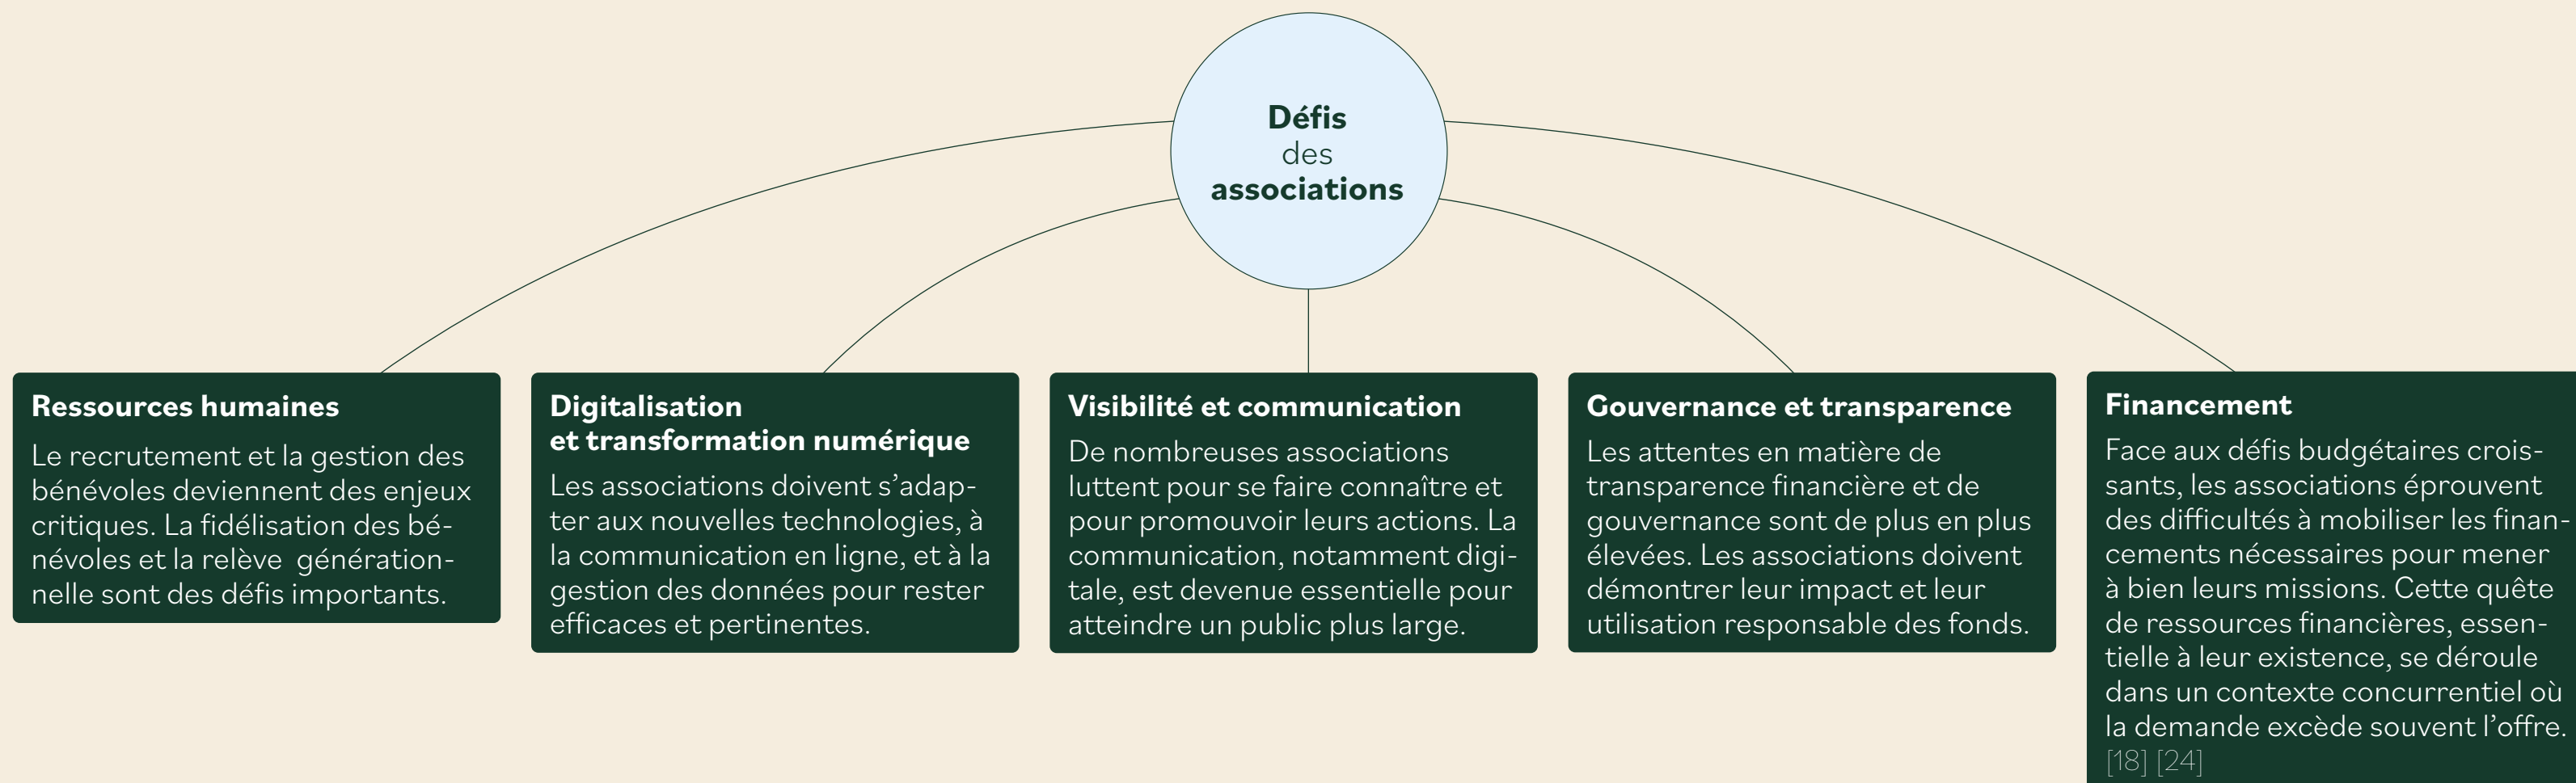 Défis
des
associations
Ressources humaines
Le recrutement et la gestion des
bénévoles deviennent des enjeux
critiques. La fidélisation des bé-
névoles et la relève  génération-
nelle sont des défis importants.
Digitalisation
et transformation numérique
Les associations doivent s’adap-
ter aux nouvelles technologies, à
la communication en ligne, et à la
gestion des données pour rester
efficaces et pertinentes.
Visibilité et communication
De nombreuses associations
luttent pour se faire connaître et
pour promouvoir leurs actions. La
communication, notamment digi-
tale, est devenue essentielle pour
atteindre un public plus large.
Gouvernance et transparence
Les attentes en matière de
transparence financière et de
gouvernance sont de plus en plus
élevées. Les associations doivent
démontrer leur impact et leur
utilisation responsable des fonds.
Financement
Face aux défis budgétaires crois-
sants, les associations éprouvent
des difficultés à mobiliser les finan-
cements nécessaires pour mener
à bien leurs missions. Cette quête
de ressources financières, essen-
tielle à leur existence, se déroule
dans un contexte concurrentiel où
la demande excède souvent l’offre.
[18] [24]